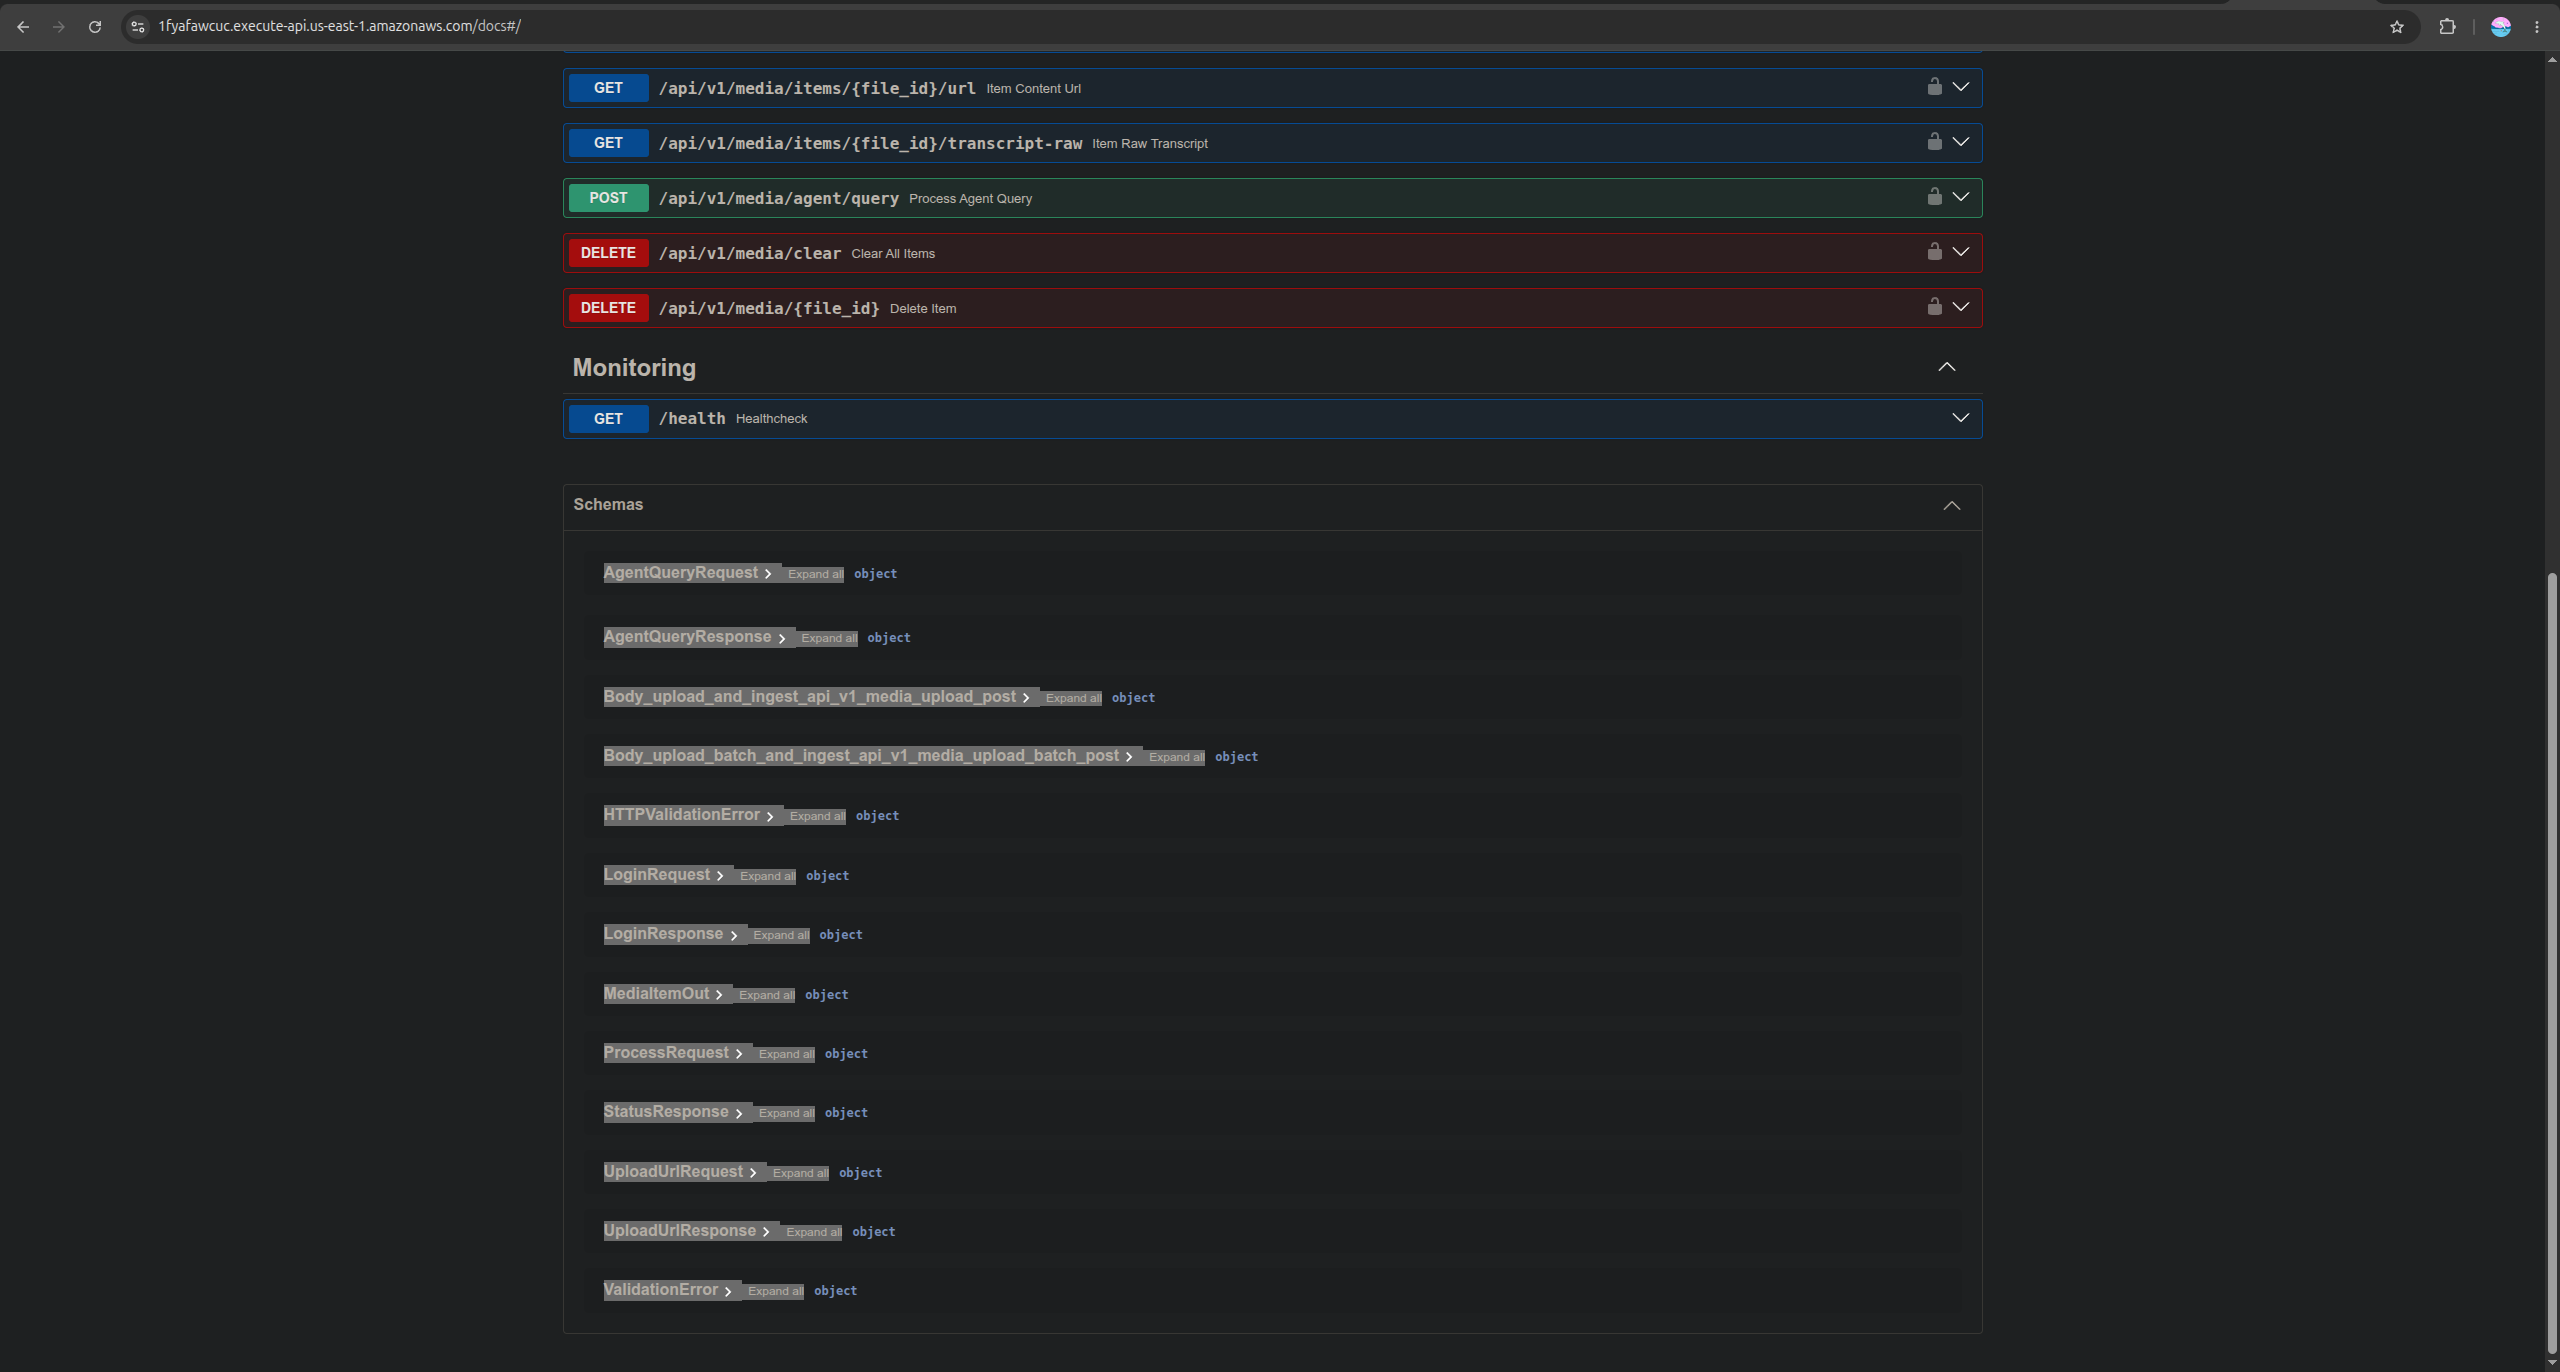 1fyafawcuc.execute-api.us-east-1.amazonaws.com/docs#/
GET /api/v1/media/items/{file_id}/url Item Content Url
GET /api/v1/media/items/{file_id}/transcript-raw Item Raw Transcript
POST /api/v1/media/agent/query Process Agent Query
DELETE /api/v1/media/clear Clear All Items
DELETE /api/v1/media/{file_id} Delete Item
Monitoring
GET /health Healthcheck
Schemas
AgentQueryRequest Expand all object
AgentQueryResponse Expand all object
Body_upload_and_ingest_api_v1_media_upload_post Expand all object
Body_upload_batch_and_ingest_api_v1_media_upload_batch_post Expand all object
HTTPValidationError Expand all object
LoginRequest Expand all object
LoginResponse Expand all object
MediaItemOut Expand all object
ProcessRequest Expand all object
StatusResponse Expand all object
UploadUrlRequest Expand all object
UploadUrlResponse Expand all object
ValidationError Expand all object